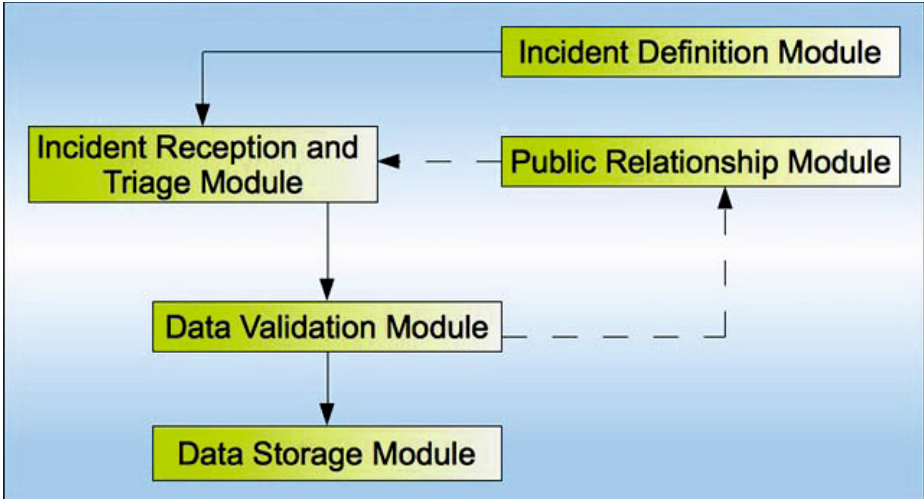 Incident Definition Module
Incident Reception and
Triage Module
Public Relationship Module
Data Validation Module
Data Storage Module